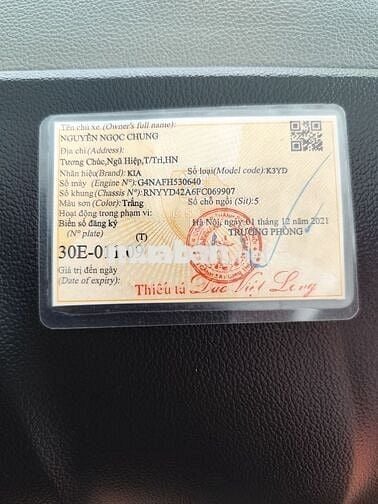 Tên chủ xe (Owner's full name):
NGUYỄN NGỌC CHUNG
Địa chỉ (Address):
Tương Chúc,Ngũ Hiệp,T/Trì,HN
Nhãn hiệu(Brand): KIA Số loại(Model code):K3YD
Số máy (Engine N°): G4NAFH530640
Số khung(Chassis N°):RNYYD42A6FC069907
Màu sơn (Color): Trắng Số chỗ ngồi (Sit):5
Hoạt động trong phạm vi:
Biển số đăng ký Hà Nội, ngày 01 tháng 12 năm 2021
(N° plate) (T) TRƯỞNG PHÒNG
30E-01
Giá trị đến ngày
(Date of expiry):
Thiếu tá Đào Việt Long